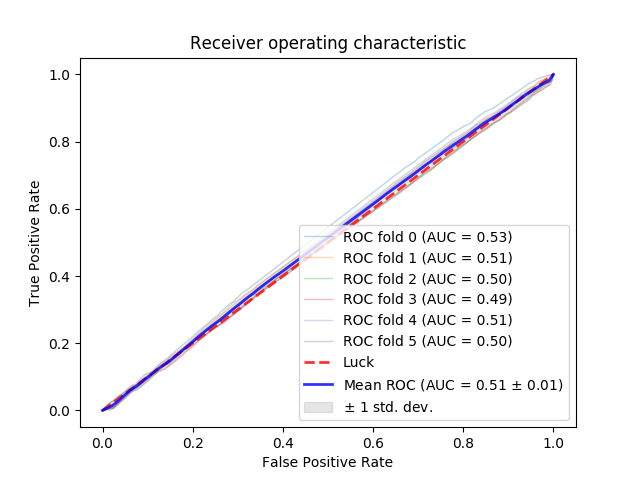 Receiver operating characteristic
True Positive Rate
1.0
0.8
0.6
0.4
0.2
0.0
ROC fold 0 (AUC = 0.53)
ROC fold 1 (AUC = 0.51)
ROC fold 2 (AUC = 0.50)
ROC fold 3 (AUC = 0.49)
ROC fold 4 (AUC = 0.51)
ROC fold 5 (AUC = 0.50)
Luck
Mean ROC (AUC = 0.51 ± 0.01)
± 1 std. dev.
0.0 0.2 0.4 0.6 0.8 1.0
False Positive Rate